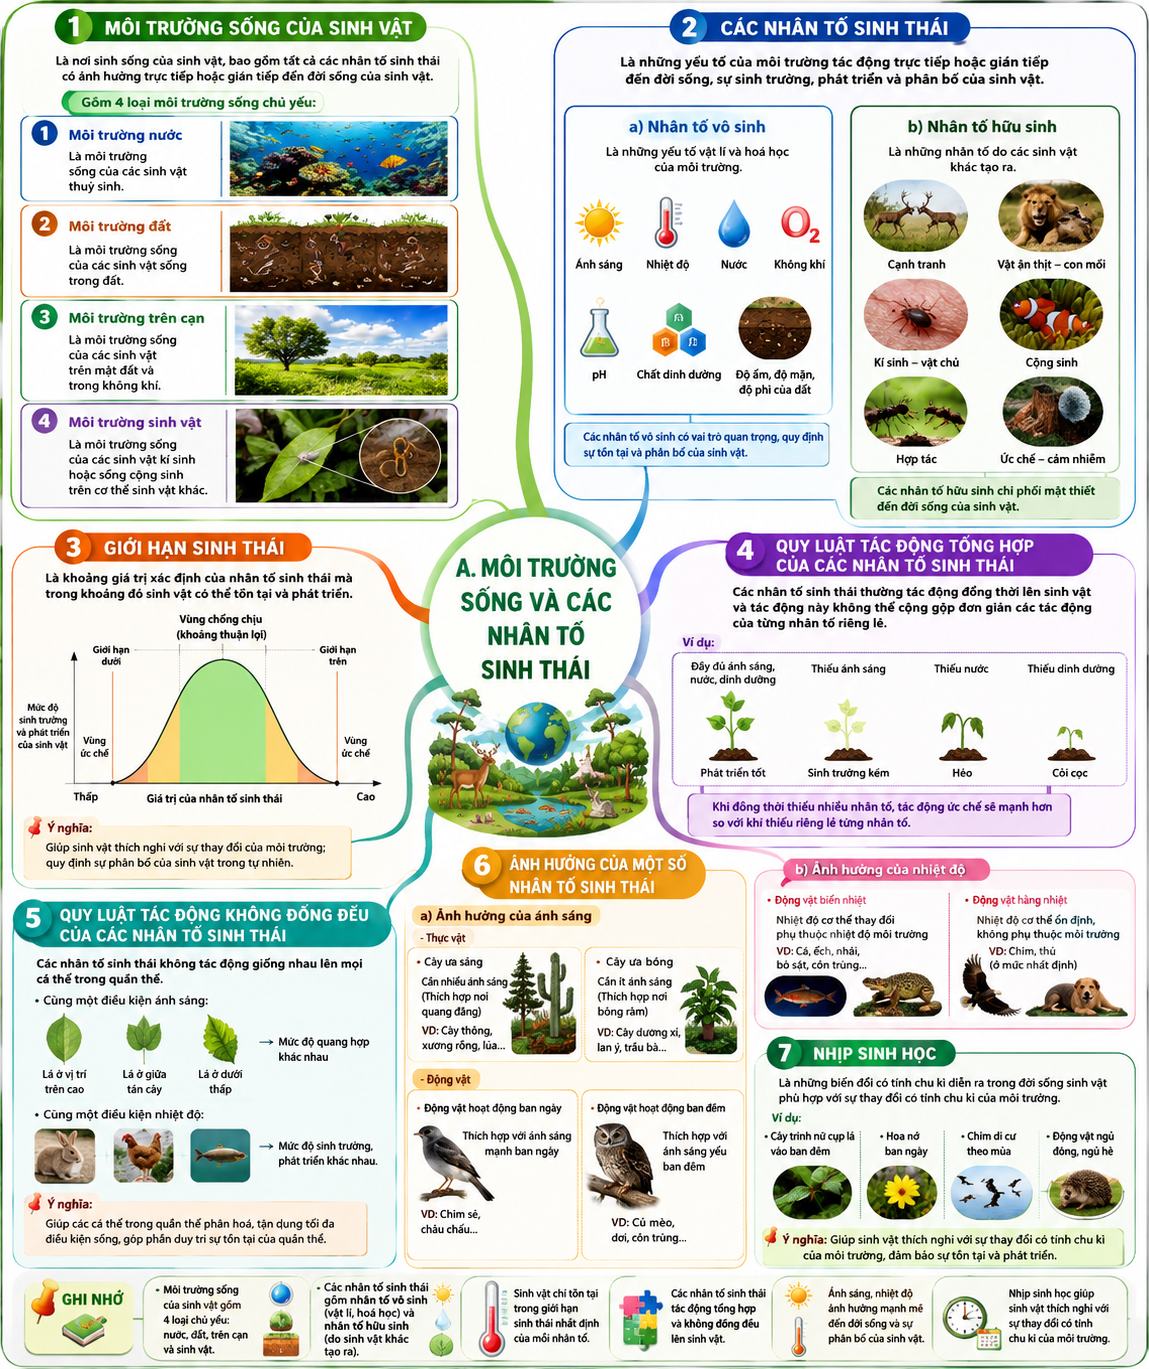 1 MÔI TRƯỜNG SỐNG CỦA SINH VẬT
Là nơi sinh sống của sinh vật, bao gồm tất cả các nhân tố sinh thái
có ảnh hưởng trực tiếp hoặc gián tiếp đến đời sống của sinh vật.
Gồm 4 loại môi trường sống chủ yếu:
1 Môi trường nước
Là môi trường
sống của các sinh vật
thuỷ sinh.
2 Môi trường đất
Là môi trường sống
của các sinh vật sống
trong đất.
3 Môi trường trên cạn
Là môi trường sống
của các sinh vật
trên mặt đất và
trong không khí.
4 Môi trường sinh vật
Là môi trường sống
của các sinh vật kí sinh
hoặc sống cộng sinh
trên cơ thể sinh vật khác.
2 CÁC NHÂN TỐ SINH THÁI
Là những yếu tố của môi trường tác động trực tiếp hoặc gián tiếp
đến đời sống, sự sinh trưởng, phát triển và phân bố của sinh vật.
a) Nhân tố vô sinh
Là những yếu tố vật lí và hoá học
của môi trường.
O2
Ánh sáng
Nhiệt độ
Nước
Không khí
pH
Chất dinh dưỡng
Độ ẩm, độ mặn,
độ phì của đất
Các nhân tố vô sinh có vai trò quan trọng, quy định
sự tồn tại và phân bố của sinh vật.
b) Nhân tố hữu sinh
Là những nhân tố do các sinh vật
khác tạo ra.
Cạnh tranh
Vật ăn thịt – con mồi
Kí sinh – vật chủ
Cộng sinh
Hợp tác
Ức chế – cảm nhiễm
Các nhân tố hữu sinh chi phối mật thiết
đến đời sống của sinh vật.
A. MÔI TRƯỜNG
SỐNG VÀ CÁC
NHÂN TỐ
SINH THÁI
3 GIỚI HẠN SINH THÁI
Là khoảng giá trị xác định của nhân tố sinh thái mà
trong khoảng đó sinh vật có thể tồn tại và phát triển.
Vùng chống chịu
(khoảng thuận lợi)
Giới hạn
dưới
Giới hạn
trên
Mức độ
sinh trưởng
và phát triển
của sinh vật
Vùng
ức chế
Vùng
ức chế
Thấp
Giá trị của nhân tố sinh thái
Cao
Ý nghĩa:
Giúp sinh vật thích nghi với sự thay đổi của môi trường;
quy định sự phân bố của sinh vật trong tự nhiên.
4 QUY LUẬT TÁC ĐỘNG TỔNG HỢP
CỦA CÁC NHÂN TỐ SINH THÁI
Các nhân tố sinh thái thường tác động đồng thời lên sinh vật
và tác động này không thể cộng gộp đơn giản các tác động
của từng nhân tố riêng lẻ.
Ví dụ:
Đầy đủ ánh sáng,
nước, dinh dưỡng
Thiếu ánh sáng
Thiếu nước
Thiếu dinh dưỡng
Phát triển tốt
Sinh trưởng kém
Héo
Còi cọc
Khi đồng thời thiếu nhiều nhân tố, tác động ức chế sẽ mạnh hơn
so với khi thiếu riêng lẻ từng nhân tố.
5 QUY LUẬT TÁC ĐỘNG KHÔNG ĐỒNG ĐỀU
CỦA CÁC NHÂN TỐ SINH THÁI
Các nhân tố sinh thái không tác động giống nhau lên mọi
cá thể trong quần thể.
• Cùng một điều kiện ánh sáng:
Lá ở vị trí
trên cao
Lá ở giữa
tán cây
Lá ở dưới
thấp
→ Mức độ quang hợp
khác nhau
• Cùng một điều kiện nhiệt độ:
→ Mức độ sinh trưởng,
phát triển khác nhau.
Ý nghĩa:
Giúp các cá thể trong quần thể phân hoá, tận dụng tối đa
điều kiện sống, góp phần duy trì sự tồn tại của quần thể.
6 ẢNH HƯỞNG CỦA MỘT SỐ
NHÂN TỐ SINH THÁI
a) Ảnh hưởng của ánh sáng
- Thực vật
• Cây ưa sáng
Cần nhiều ánh sáng
(Thích hợp nơi
quang đãng)
VD: Cây thông,
xương rồng, lúa...
• Cây ưa bóng
Cần ít ánh sáng
(Thích hợp nơi
bóng râm)
VD: Cây dương xỉ,
lan ý, trầu bà...
- Động vật
• Động vật hoạt động ban ngày
Thích hợp với ánh sáng
mạnh ban ngày
VD: Chim sẻ,
châu chấu...
• Động vật hoạt động ban đêm
Thích hợp với
ánh sáng yếu
ban đêm
VD: Cú mèo,
dơi, côn trùng...
b) Ảnh hưởng của nhiệt độ
• Động vật biến nhiệt
Nhiệt độ cơ thể thay đổi
phụ thuộc nhiệt độ môi trường
VD: Cá, ếch, nhái,
bò sát, côn trùng...
• Động vật hằng nhiệt
Nhiệt độ cơ thể ổn định,
không phụ thuộc môi trường
VD: Chim, thú
(ở mức nhất định)
7 NHỊP SINH HỌC
Là những biến đổi có tính chu kì diễn ra trong đời sống sinh vật
phù hợp với sự thay đổi có tính chu kì của môi trường.
Ví dụ:
• Cây trinh nữ cụp lá
vào ban đêm
• Hoa nở
ban ngày
• Chim di cư
theo mùa
• Động vật ngủ
đông, ngủ hè
Ý nghĩa: Giúp sinh vật thích nghi với sự thay đổi có tính chu kì
của môi trường, đảm bảo sự tồn tại và phát triển.
GHI NHỚ
• Môi trường sống
của sinh vật gồm
4 loại chủ yếu:
nước, đất, trên cạn
và sinh vật.
• Các nhân tố sinh thái
gồm nhân tố vô sinh
(vật lí, hoá học) và
nhân tố hữu sinh
(do sinh vật khác
tạo ra).
Sinh vật chỉ tồn tại
trong giới hạn
sinh thái nhất định
của mỗi nhân tố.
Các nhân tố sinh thái
tác động tổng hợp
và không đồng đều
lên sinh vật.
Ánh sáng, nhiệt độ
ảnh hưởng mạnh mẽ
đến đời sống và sự
phân bố của sinh vật.
Nhịp sinh học giúp
sinh vật thích nghi với
sự thay đổi có tính
chu kì của môi trường.